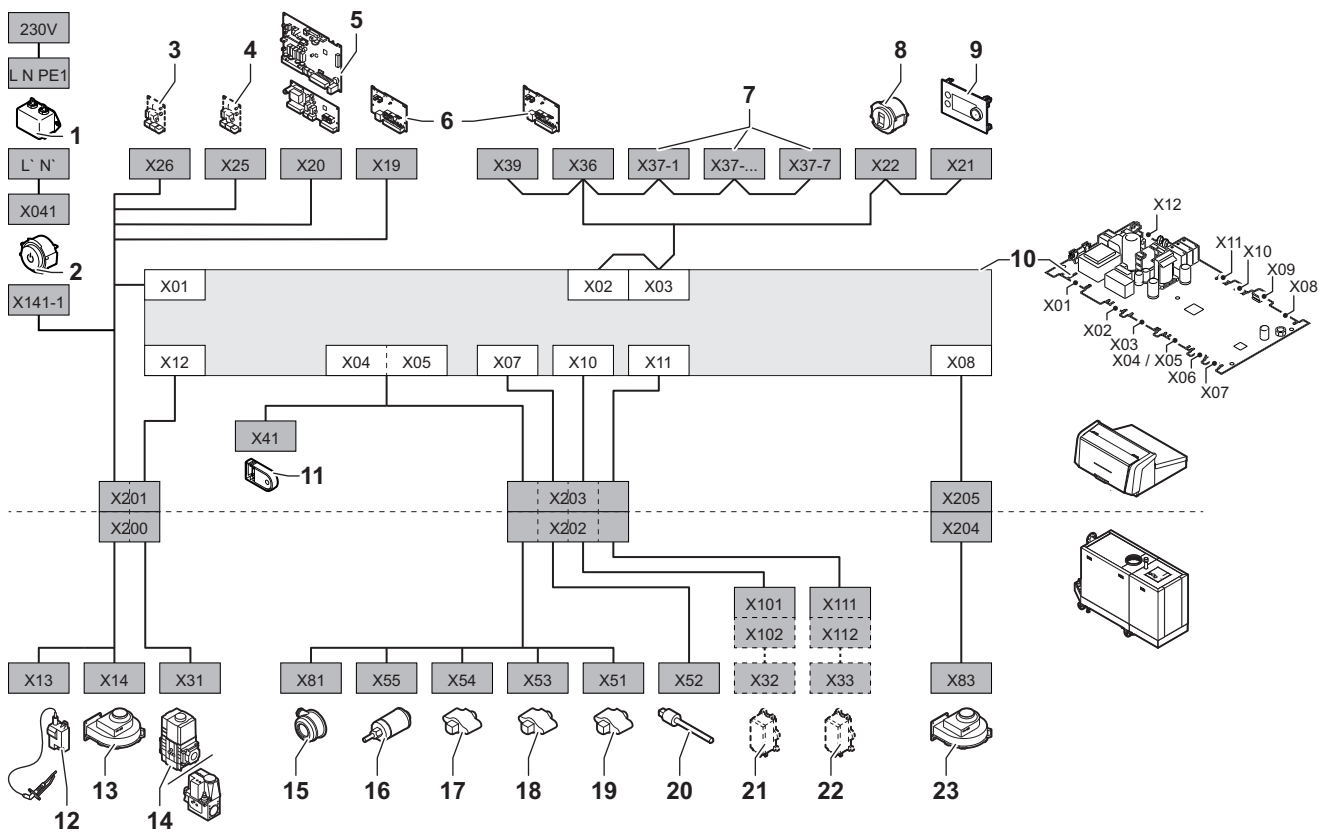 230V
L N PE1
1
L` N`
X041
2
X141-1
3
4
5
6
7
8
9
X26
X25
X20
X19
X39
X36
X37-1
X37-...
X37-7
X22
X21
X01
X02
X03
10
X12
X04
X05
X07
X10
X11
X08
X12
X11
X10
X09
X08
X01
X02
X03
X04 / X05
X06
X07
X41
11
X201
X203
X205
X200
X202
X204
X101
X111
X102
X112
X13
X14
X31
X81
X55
X54
X53
X51
X52
X32
X33
X83
12
13
14
15
16
17
18
19
20
21
22
23